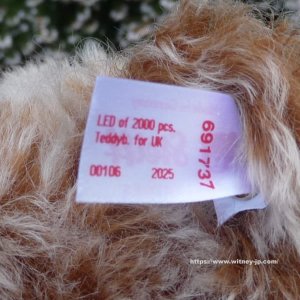 LED of 2000 pcs.
Teddyb. for UK
00106 2025
691737
https://www.witney-jp.com/